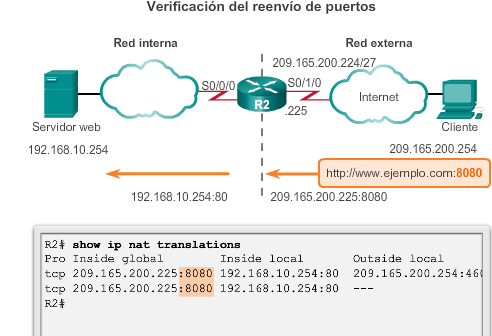 Verificación del reenvío de puertos
Red interna
Red externa
209.165.200.224/27
S0/0/0
S0/1/0
R2
Internet
.225
Servidor web
Cliente
192.168.10.254
209.165.200.254
http://www.ejemplo.com:8080
192.168.10.254:80
209.165.200.225:8080
R2# show ip nat translations
Pro Inside global Inside local Outside local
tcp 209.165.200.225:8080 192.168.10.254:80 209.165.200.254:460
tcp 209.165.200.225:8080 192.168.10.254:80 ---
R2#